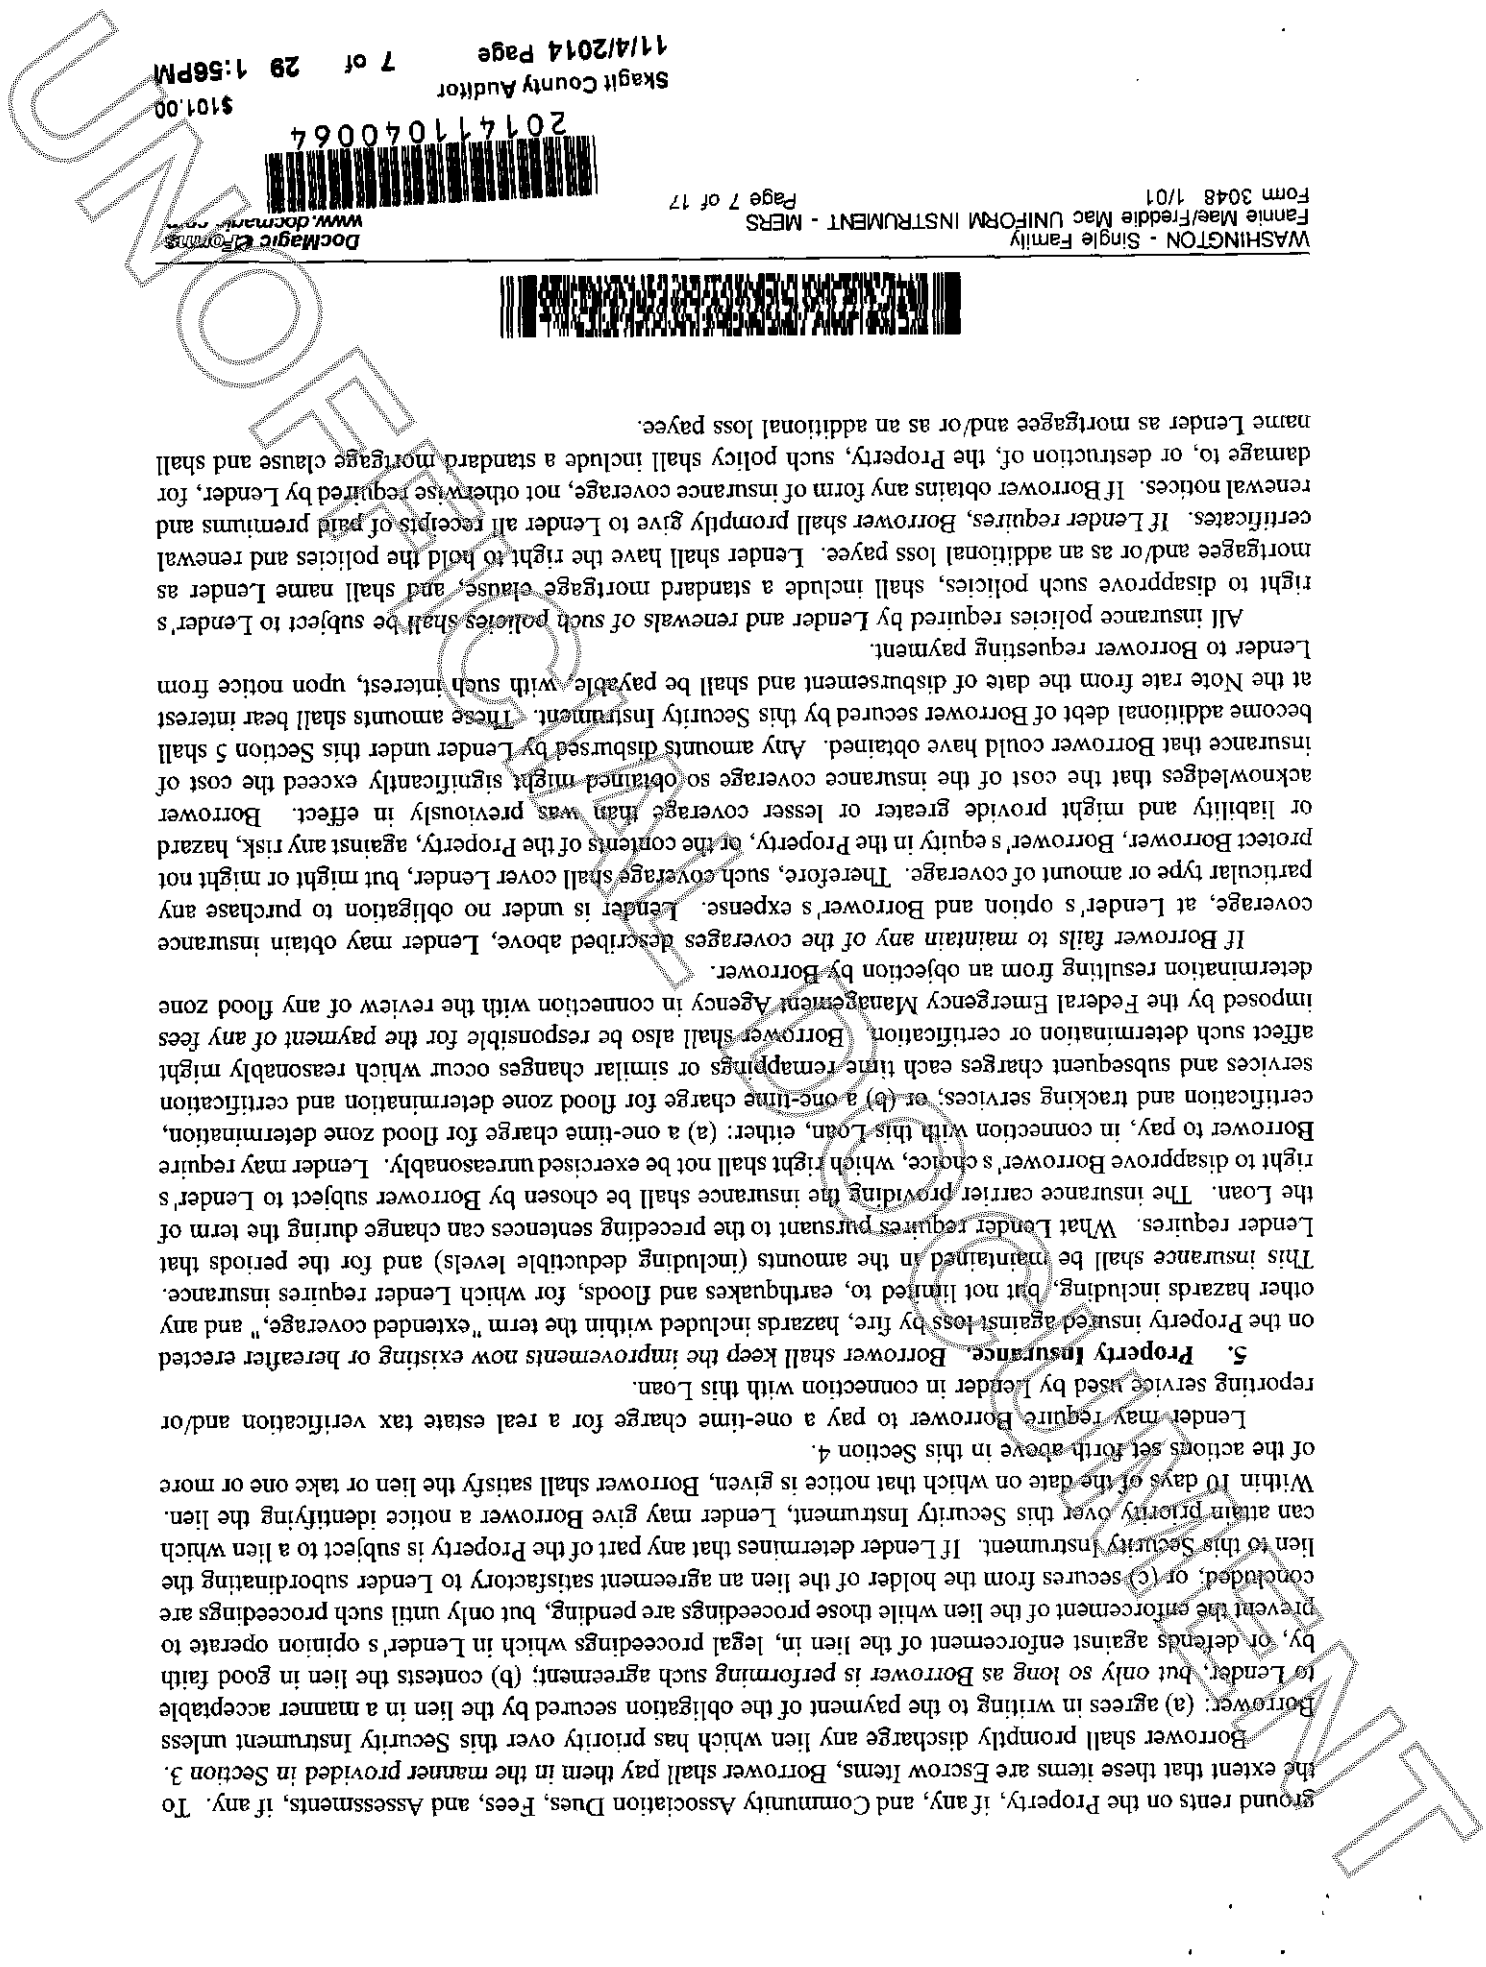 ground rents on the Property, if any, and Community Association Dues, Fees, and Assessments, if any. To
the extent that these items are Escrow Items, Borrower shall pay them in the manner provided in Section 3.
Borrower shall promptly discharge any lien which has priority over this Security Instrument unless
Borrower: (a) agrees in writing to the payment of the obligation secured by the lien in a manner acceptable
to Lender, but only so long as Borrower is performing such agreement; (b) contests the lien in good faith
by, or defends against enforcement of the lien in, legal proceedings which in Lender's opinion operate to
prevent the enforcement of the lien while those proceedings are pending, but only until such proceedings are
concluded; or (c) secures from the holder of the lien an agreement satisfactory to Lender subordinating the
lien to this Security Instrument. If Lender determines that any part of the Property is subject to a lien which
can attain priority over this Security Instrument, Lender may give Borrower a notice identifying the lien.
Within 10 days of the date on which that notice is given, Borrower shall satisfy the lien or take one or more
of the actions set forth above in this Section 4.
Lender may require Borrower to pay a one-time charge for a real estate tax verification and/or
reporting service used by Lender in connection with this Loan.
5. Property Insurance. Borrower shall keep the improvements now existing or hereafter erected
on the Property insured against loss by fire, hazards included within the term "extended coverage," and any
other hazards including, but not limited to, earthquakes and floods, for which Lender requires insurance.
This insurance shall be maintained in the amounts (including deductible levels) and for the periods that
Lender requires. What Lender requires pursuant to the preceding sentences can change during the term of
the Loan. The insurance carrier providing the insurance shall be chosen by Borrower subject to Lender's
right to disapprove Borrower's choice, which right shall not be exercised unreasonably. Lender may require
Borrower to pay, in connection with this Loan, either: (a) a one-time charge for flood zone determination,
certification and tracking services; or (b) a one-time charge for flood zone determination and certification
services and subsequent charges each time remappings or similar changes occur which reasonably might
affect such determination or certification. Borrower shall also be responsible for the payment of any fees
imposed by the Federal Emergency Management Agency in connection with the review of any flood zone
determination resulting from an objection by Borrower.
If Borrower fails to maintain any of the coverages described above, Lender may obtain insurance
coverage, at Lender's option and Borrower's expense. Lender is under no obligation to purchase any
particular type or amount of coverage. Therefore, such coverage shall cover Lender, but might or might not
protect Borrower, Borrower's equity in the Property, or the contents of the Property, against any risk, hazard
or liability and might provide greater or lesser coverage than was previously in effect. Borrower
acknowledges that the cost of the insurance coverage so obtained might significantly exceed the cost of
insurance that Borrower could have obtained. Any amounts disbursed by Lender under this Section 5 shall
become additional debt of Borrower secured by this Security Instrument. These amounts shall bear interest
at the Note rate from the date of disbursement and shall be payable, with such interest, upon notice from
Lender to Borrower requesting payment.
All insurance policies required by Lender and renewals of such policies shall be subject to Lender's
right to disapprove such policies, shall include a standard mortgage clause, and shall name Lender as
mortgagee and/or as an additional loss payee. Lender shall have the right to hold the policies and renewal
certificates. If Lender requires, Borrower shall promptly give to Lender all receipts of paid premiums and
renewal notices. If Borrower obtains any form of insurance coverage, not otherwise required by Lender, for
damage to, or destruction of, the Property, such policy shall include a standard mortgage clause and shall
name Lender as mortgagee and/or as an additional loss payee.
WASHINGTON - Single Family
Fannie Mae/Freddie Mac UNIFORM INSTRUMENT - MERS
Form 3048 1/01
Page 7 of 17
DocMagic eForms
www.docmagic.com
201411040064
Skagit County Auditor
$101.00
11/4/2014 Page 7 of 29 1:56PM
UNOFFICIAL DOCUMENT